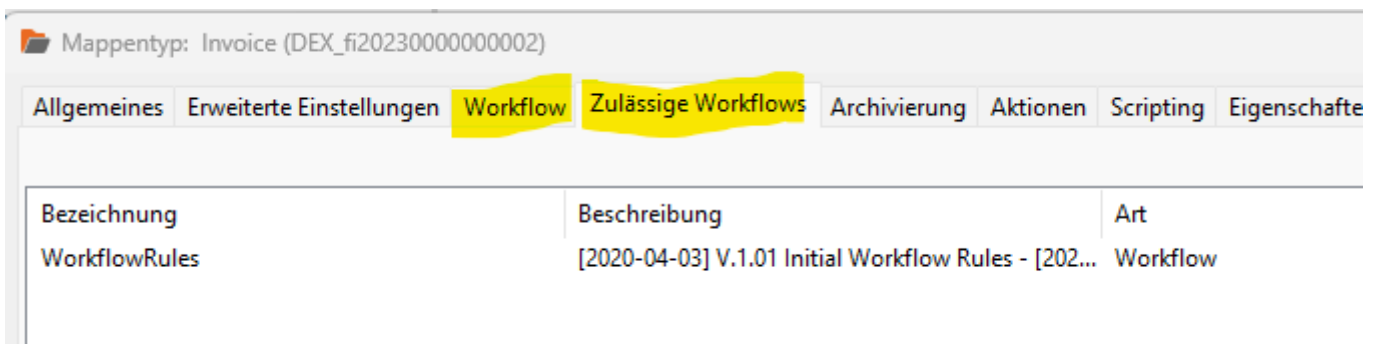 Mappentyp: Invoice (DEX_fi20230000000002)
Allgemeines Erweiterte Einstellungen Workflow Zulässige Workflows Archivierung Aktionen Scripting Eigenschafte
Bezeichnung Beschreibung Art
WorkflowRules [2020-04-03] V.1.01 Initial Workflow Rules - [202... Workflow